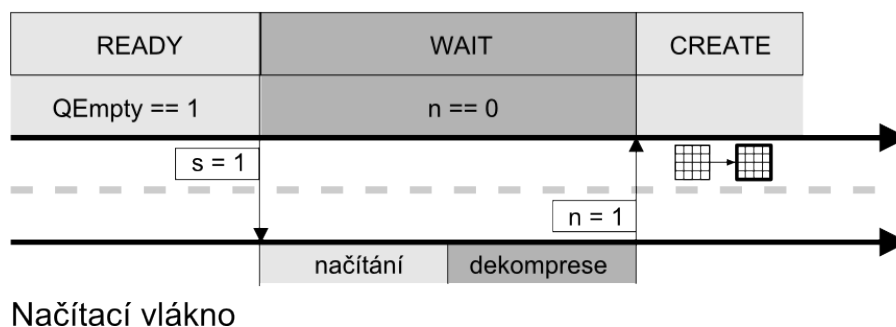 READY WAIT CREATE
QEmpty == 1 n == 0
s = 1
n = 1
načítání dekomprese
Načítací vlákno